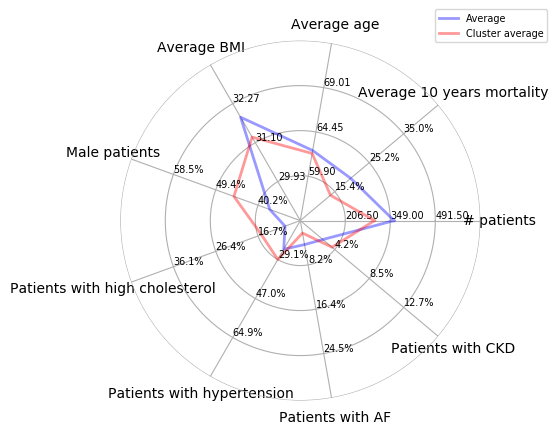 Average
Cluster average
Average age
Average BMI
69.01
Average 10 years mortality
32.27
35.0%
64.45
31.10
Male patients
25.2%
58.5%
59.90
29.93
49.4%
15.4%
40.2%
206.50
349.00
491.50
# patients
16.7%
26.4%
36.1%
4.2%
29.1%
8.2%
8.5%
Patients with high cholesterol
47.0%
16.4%
12.7%
64.9%
24.5%
Patients with CKD
Patients with hypertension
Patients with AF